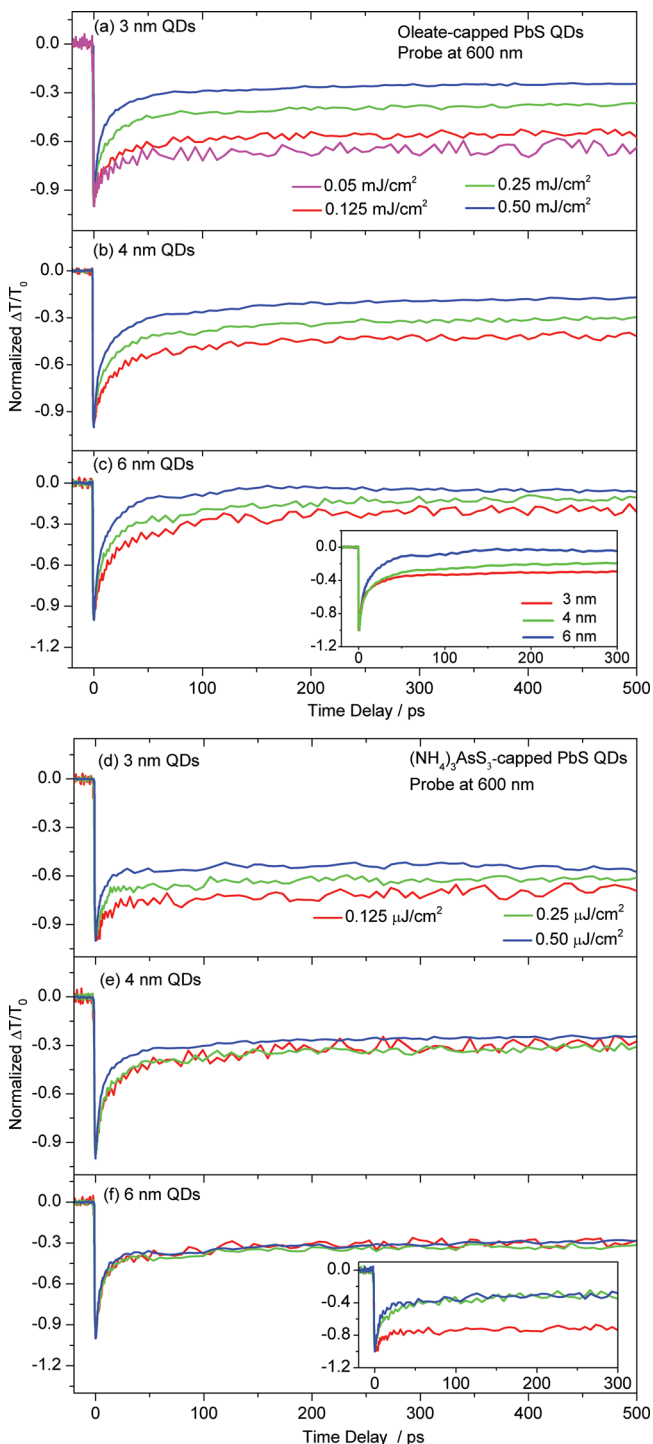 (a) 3 nm QDs
Oleate-capped PbS QDs
Probe at 600 nm
0.0
-0.3
-0.6
-0.9
0.05 mJ/cm²
0.25 mJ/cm²
0.125 mJ/cm²
0.50 mJ/cm²
(b) 4 nm QDs
0.0
-0.3
-0.6
-0.9
Normalized ΔT/T₀
(c) 6 nm QDs
0.0
-0.3
-0.6
-0.9
-1.2
0.0
-0.4
-0.8
-1.2
3 nm
4 nm
6 nm
0 100 200 300
0 100 200 300 400 500
Time Delay / ps
(d) 3 nm QDs
(NH₄)₃AsS₃-capped PbS QDs
Probe at 600 nm
0.0
-0.3
-0.6
-0.9
0.125 μJ/cm²
0.25 μJ/cm²
0.50 μJ/cm²
(e) 4 nm QDs
0.0
-0.3
-0.6
-0.9
Normalized ΔT/T₀
(f) 6 nm QDs
0.0
-0.3
-0.6
-0.9
-1.2
0.0
-0.4
-0.8
-1.2
0 100 200 300
0 100 200 300 400 500
Time Delay / ps